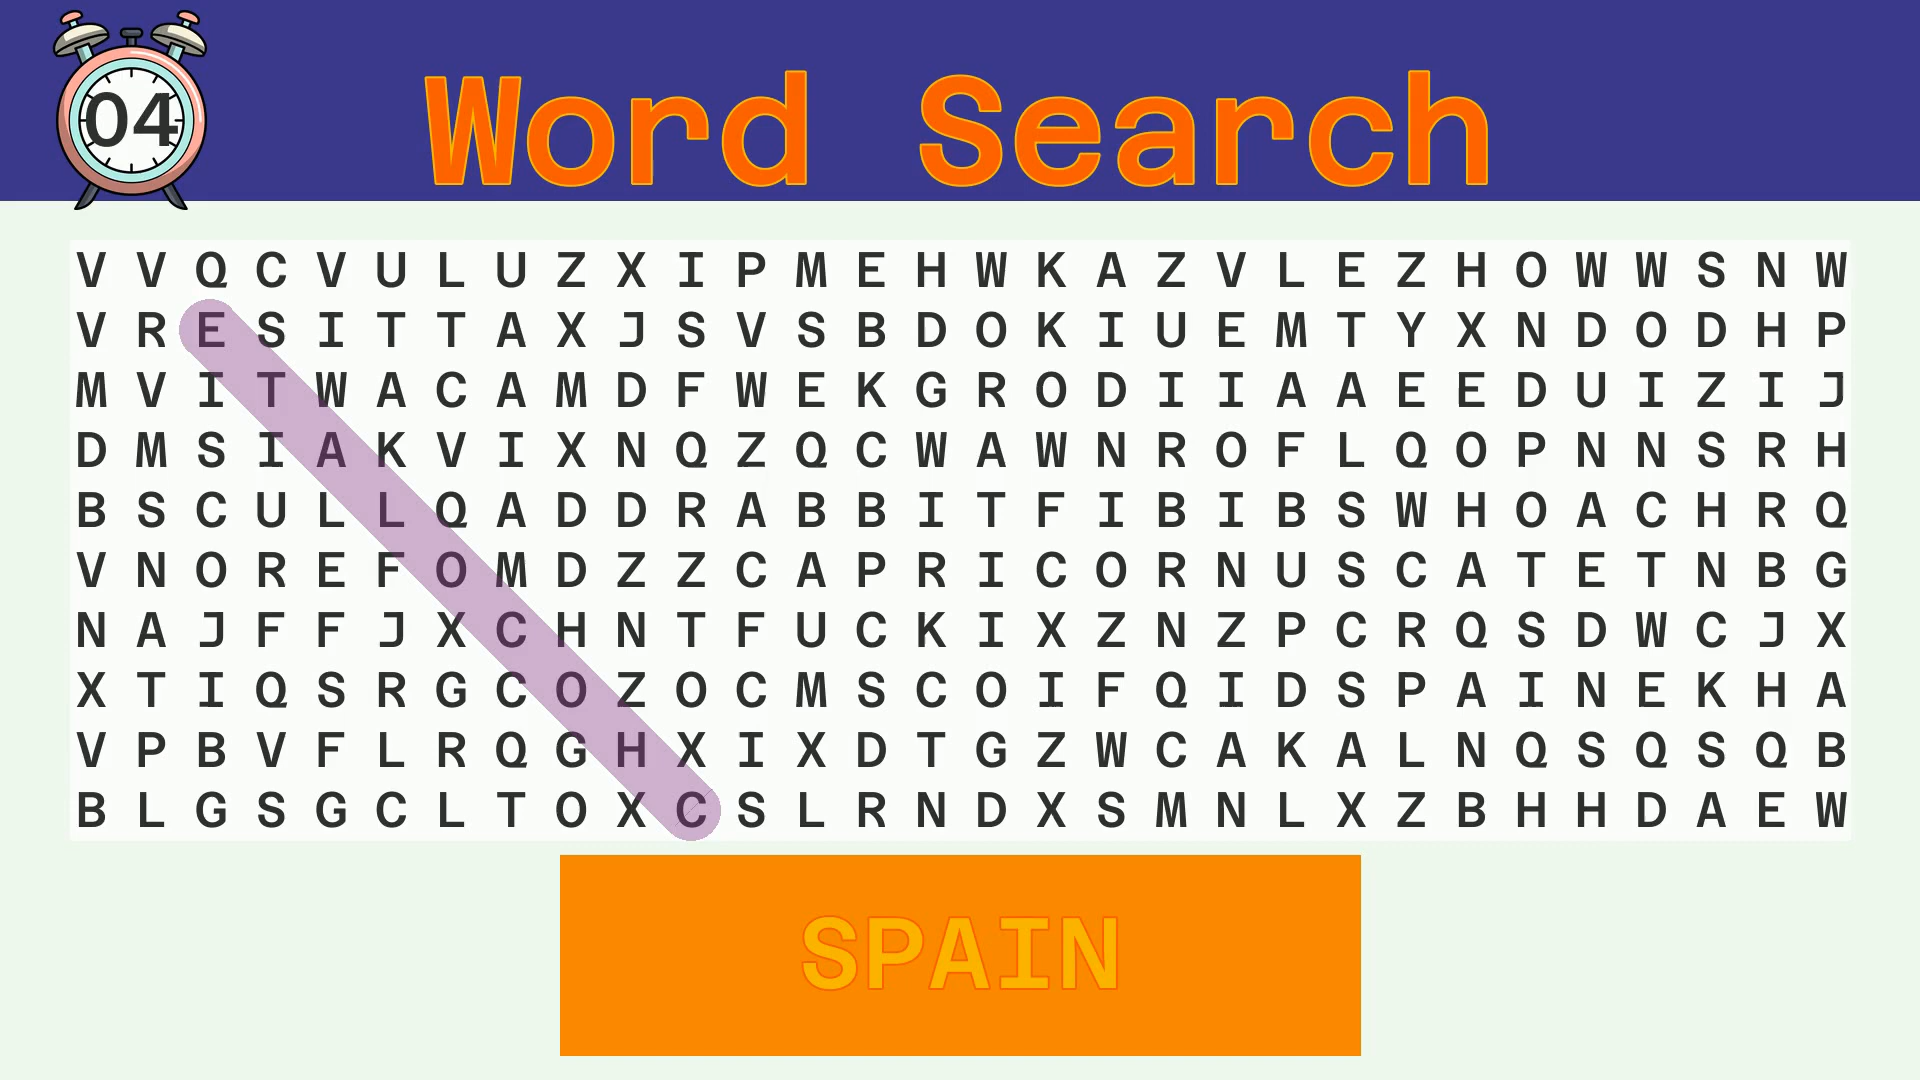 04
Word Search
V V Q C V U L U Z X I P M E H W K A Z V L E Z H O W W S N W
V R E S I T T A X J S V S B D O K I U E M T Y X N D O D H P
M V I T W A C A M D F W E K G R O D I I A A E E D U I Z I J
D M S I A K V I X N Q Z Q C W A W N R O F L Q O P N N S R H
B S C U L L Q A D D R A B B I T F I B I B S W H O A C H R Q
V N O R E F O M D Z Z C A P R I C O R N U S C A T E T N B G
N A J F F J X C H N T F U C K I X Z N Z P C R Q S D W C J X
X T I Q S R G C O Z O C M S C O I F Q I D S P A I N E K H A
V P B V F L R Q G H X I X D T G Z W C A K A L N Q S Q S Q B
B L G S G C L T O X C S L R N D X S M N L X Z B H H D A E W
SPAIN